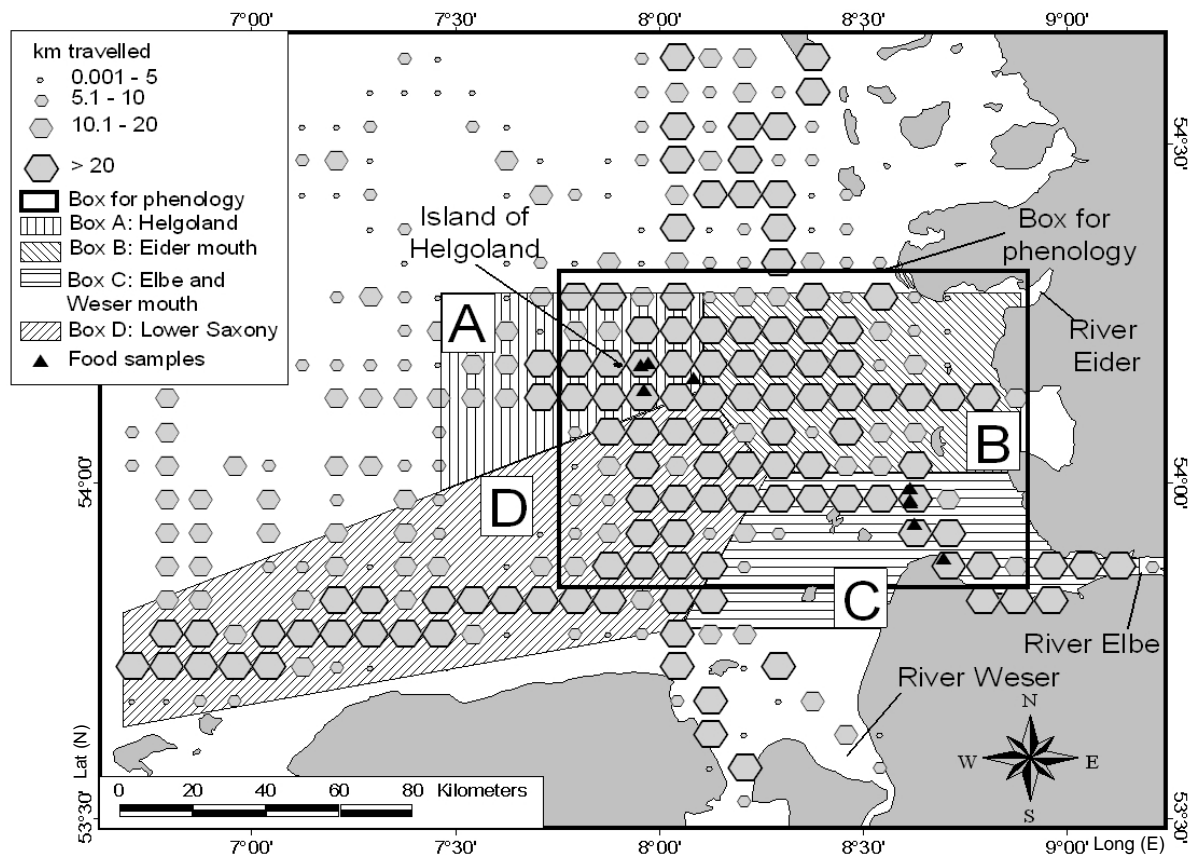 7°00' 7°30' 8°00' 8°30' 9°00'
km travelled
0.001 - 5
5.1 - 10
10.1 - 20
> 20
Box for phenology
Box A: Helgoland
Box B: Eider mouth
Box C: Elbe and
Weser mouth
Box D: Lower Saxony
Food samples
Island of
Helgoland
Box for
phenology
54°30'
A
River
Eider
B
54°00'
54°00'
D
C
River Elbe
River Weser
N
W E
S
Lat (N)
0 20 40 60 80 Kilometers
53°30'
53°30'
7°00' 7°30' 8°00' 8°30' 9°00' Long (E)